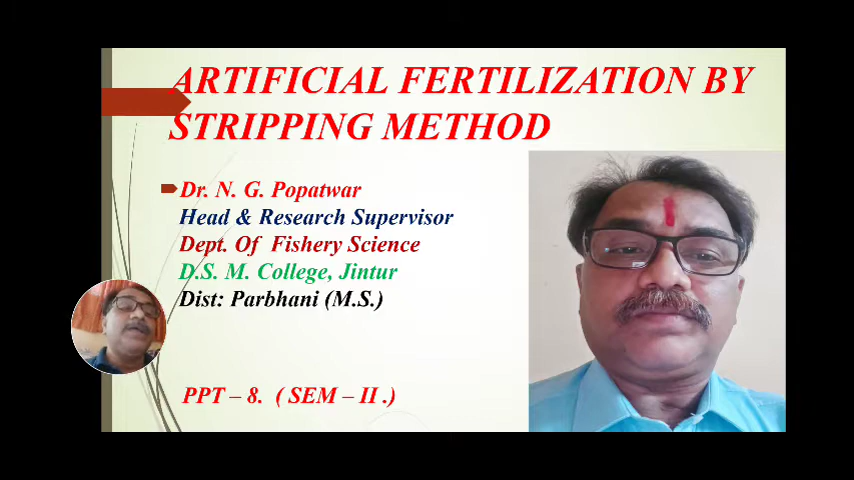 ARTIFICIAL FERTILIZATION BY
STRIPPING METHOD
Dr. N. G. Popatwar
Head & Research Supervisor
Dept. Of Fishery Science
D.S. M. College, Jintur
Dist: Parbhani (M.S.)
PPT – 8. ( SEM – II .)